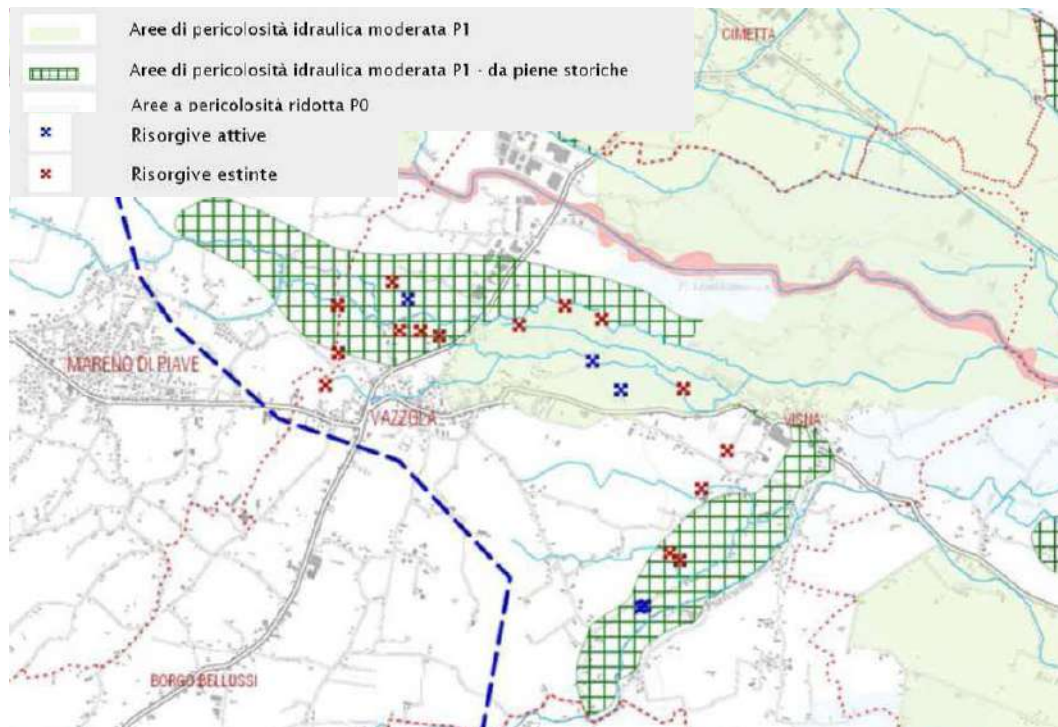 Aree di pericolosità idraulica moderata P1
Aree di pericolosità idraulica moderata P1 - da piene storiche
Aree a pericolosità ridotta P0
Risorgive attive
Risorgive estinte
CIMETTA
MARENO DI PIAVE
VAZZOLA
VISNA
BORGO BELLUSSI